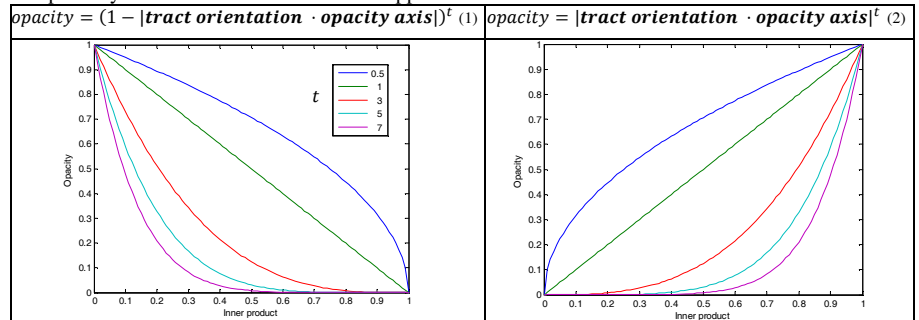 opacity = (1 − |tract orientation · opacity axis|)ᵗ (1)
opacity = |tract orientation · opacity axis|ᵗ (2)
1
0.9
0.8
0.7
0.6
0.5
0.4
0.3
0.2
0.1
Opacity
0 0.1 0.2 0.3 0.4 0.5 0.6 0.7 0.8 0.9 1
Inner product
t
0.5
1
3
5
7
1
0.9
0.8
0.7
0.6
0.5
0.4
0.3
0.2
0.1
Opacity
0 0.1 0.2 0.3 0.4 0.5 0.6 0.7 0.8 0.9 1
Inner product